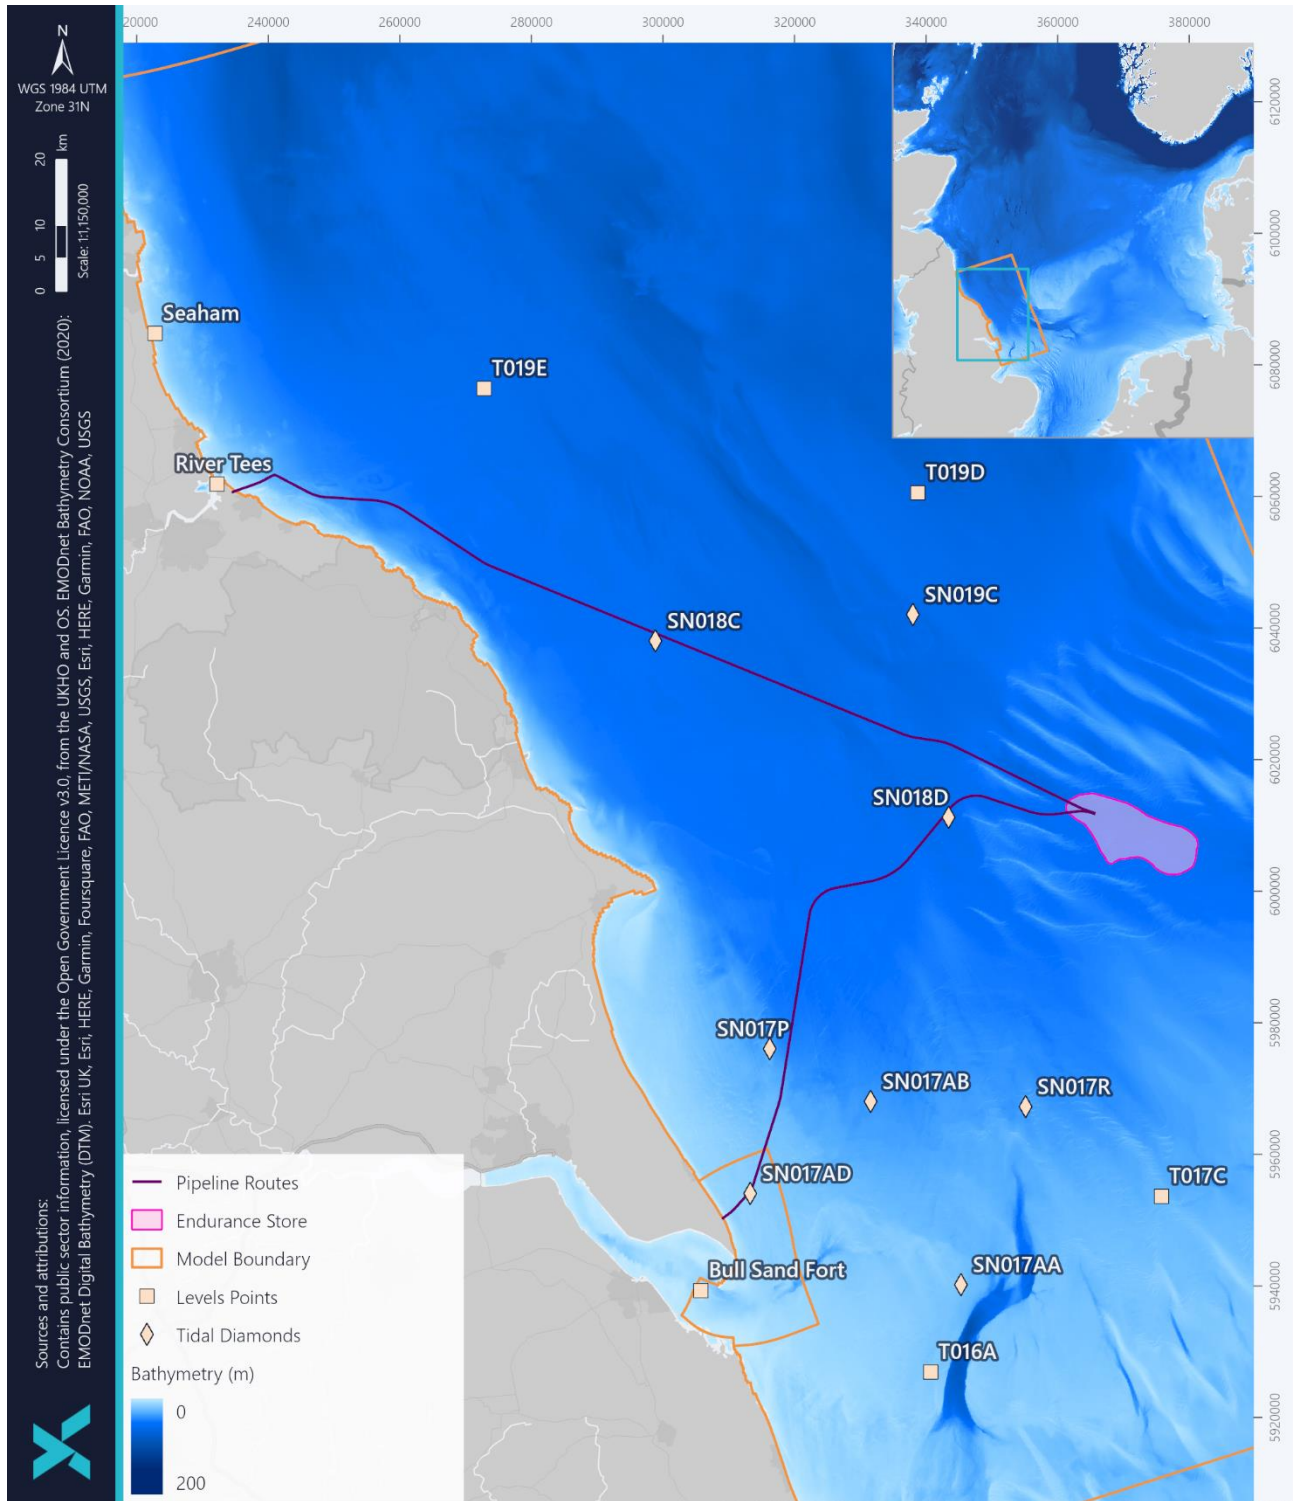 20000 240000 260000 280000 300000 320000 340000 360000 380000
N
WGS 1984 UTM
Zone 31N
0 5 10 20 km
Scale: 1:1,150,000
Sources and attributions:
Contains public sector information, licensed under the Open Government Licence v3.0, from the UKHO and OS. EMODnet Bathymetry Consortium (2020):
EMODnet Digital Bathymetry (DTM). Esri UK, Esri, HERE, Garmin, Foursquare, FAO, METI/NASA, USGS, Esri, HERE, Garmin, FAO, NOAA, USGS
6120000
6100000
6080000
6060000
6040000
6020000
6000000
5980000
5960000
5940000
5920000
Seaham
T019E
River Tees
T019D
SN019C
SN018C
SN018D
SN017P
SN017AB
SN017R
SN017AD
T017C
Bull Sand Fort
SN017AA
T016A
Pipeline Routes
Endurance Store
Model Boundary
Levels Points
Tidal Diamonds
Bathymetry (m)
0
200